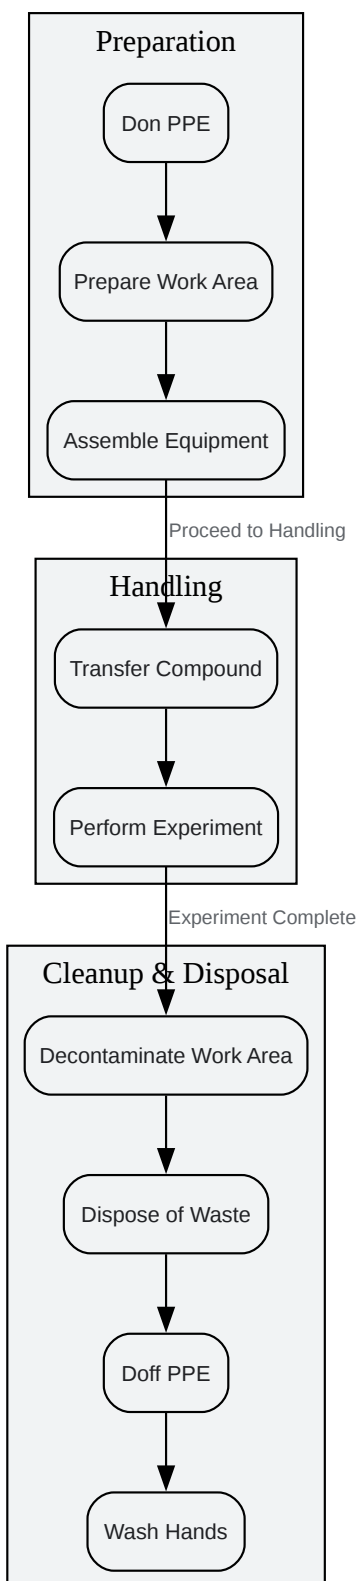 Preparation
Don PPE
Prepare Work Area
Assemble Equipment
Proceed to Handling
Handling
Transfer Compound
Perform Experiment
Experiment Complete
Cleanup & Disposal
Decontaminate Work Area
Dispose of Waste
Doff PPE
Wash Hands